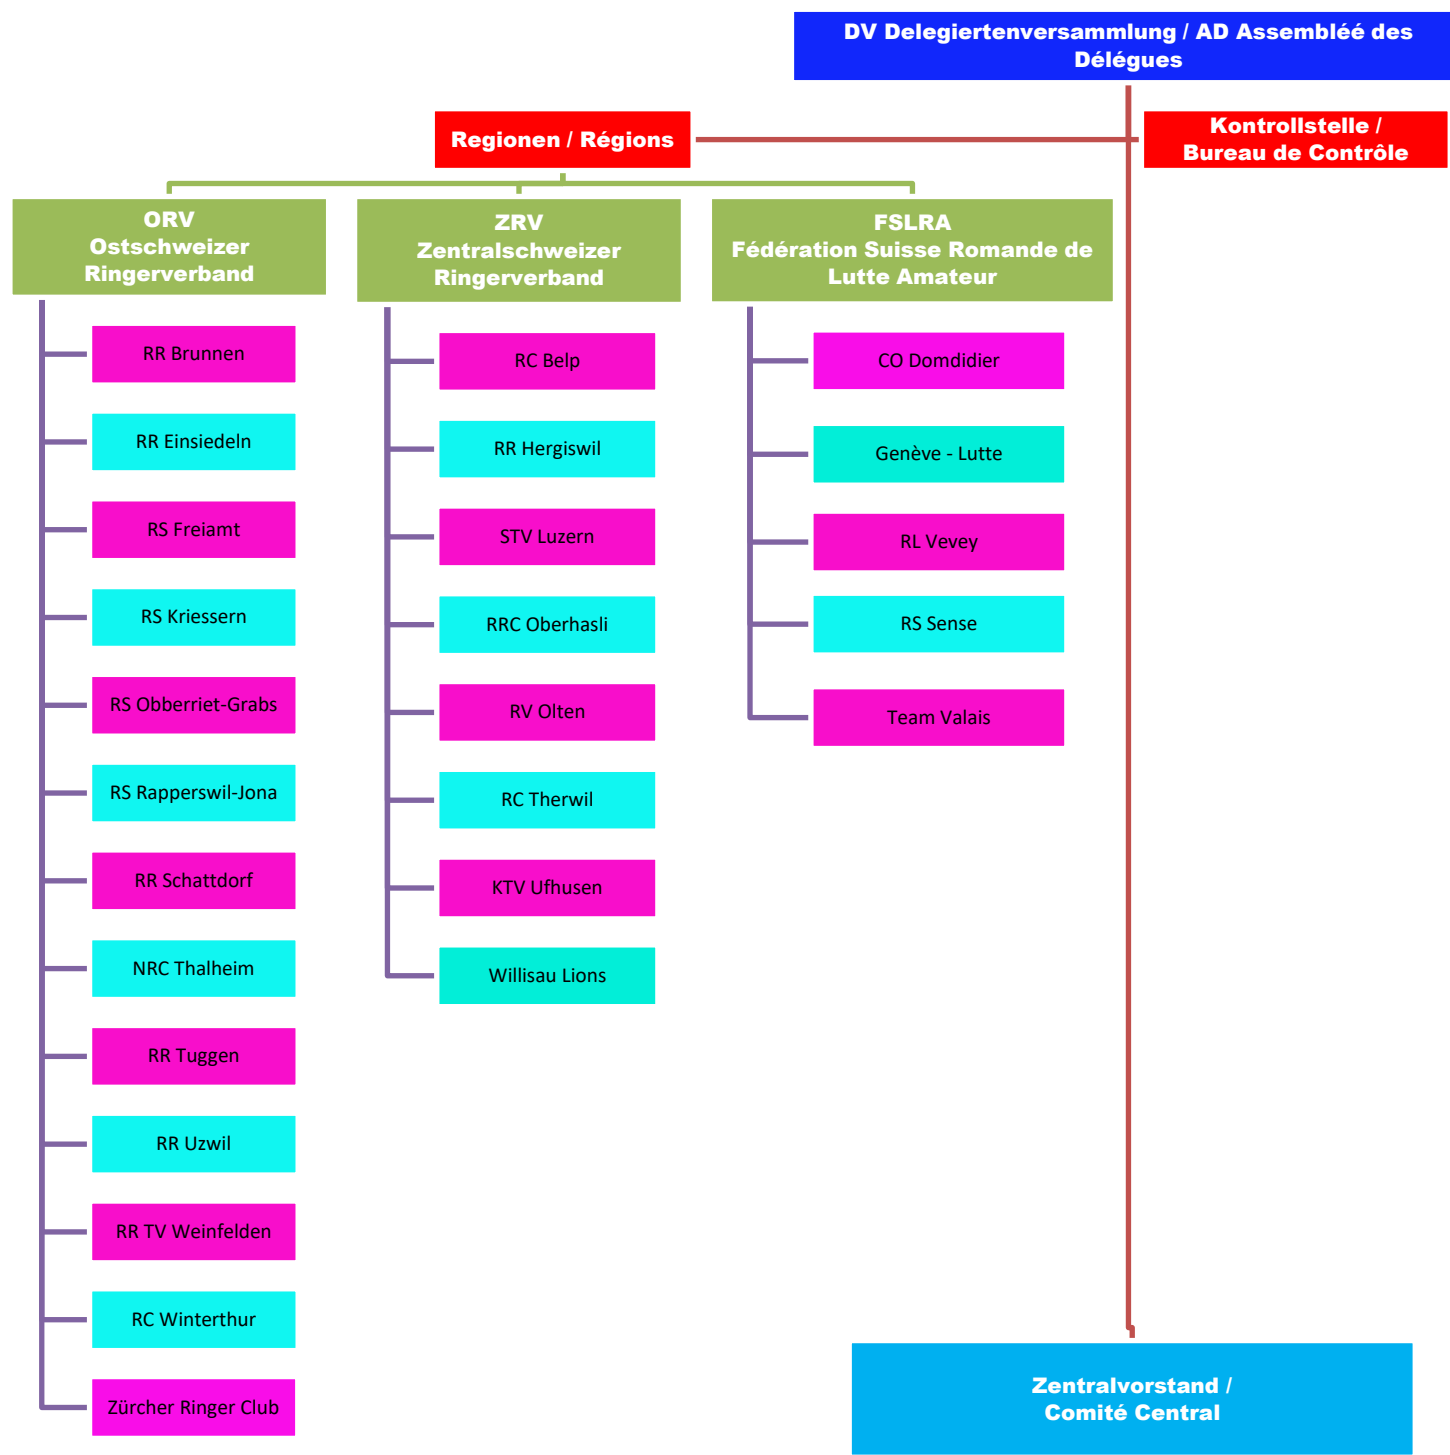 DV Delegiertenversammlung / AD Assembléé des
Délégues
Regionen / Régions
Kontrollstelle /
Bureau de Contrôle
ORV
Ostschweizer
Ringerverband
ZRV
Zentralschweizer
Ringerverband
FSLRA
Fédération Suisse Romande de
Lutte Amateur
RR Brunnen
RR Einsiedeln
RS Freiamt
RS Kriessern
RS Obberriet-Grabs
RS Rapperswil-Jona
RR Schattdorf
NRC Thalheim
RR Tuggen
RR Uzwil
RR TV Weinfelden
RC Winterthur
Zürcher Ringer Club
RC Belp
RR Hergiswil
STV Luzern
RRC Oberhasli
RV Olten
RC Therwil
KTV Ufhusen
Willisau Lions
CO Domdidier
Genève - Lutte
RL Vevey
RS Sense
Team Valais
Zentralvorstand /
Comité Central